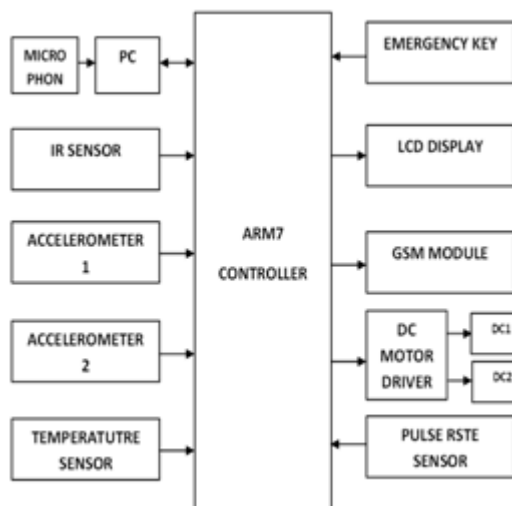 MICRO
PHON
PC
IR SENSOR
ACCELEROMETER
1
ACCELEROMETER
2
TEMPERATUTRE
SENSOR
ARM7
CONTROLLER
EMERGENCY KEY
LCD DISPLAY
GSM MODULE
DC
MOTOR
DRIVER
DC1
DC2
PULSE RSTE
SENSOR